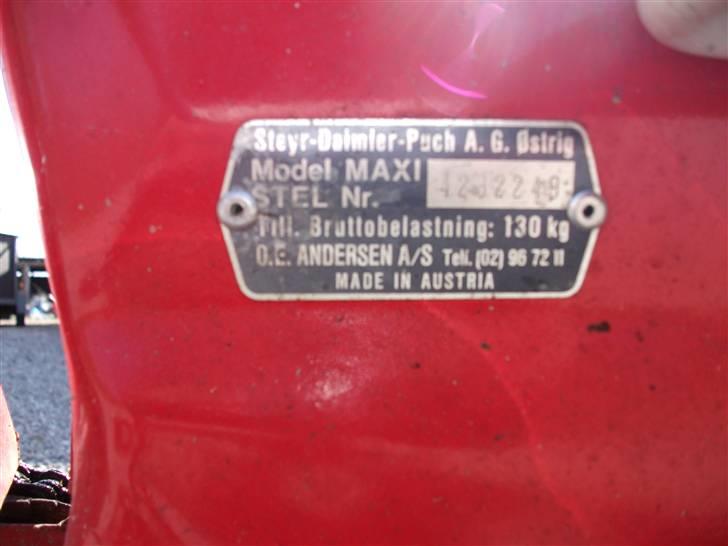 Steyr-Daimler-Puch A. G. Østrig
Model MAXI
STEL Nr.
Till. Bruttobelastning: 130 kg
O.E. ANDERSEN A/S Telf. (02) 96 72 11
MADE IN AUSTRIA